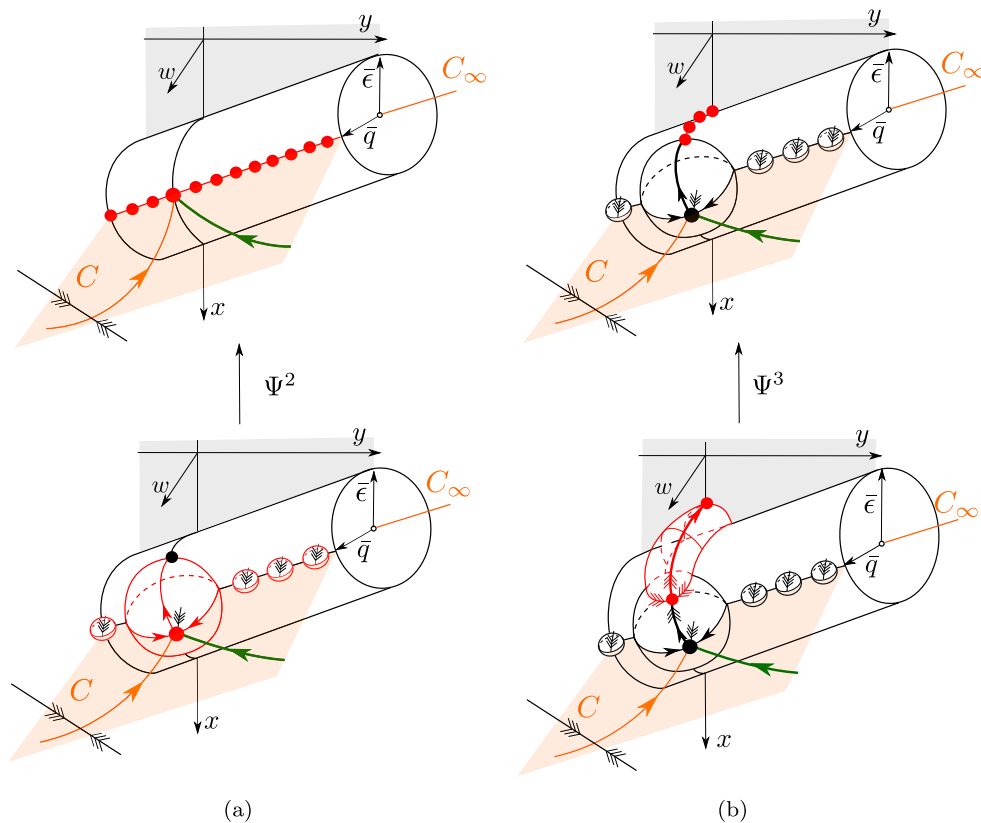 y y
w w
ϵ̄ ϵ̄
C∞ C∞
q̄ q̄
C C
x x
Ψ² Ψ³
y y
w w
ϵ̄ ϵ̄
C∞ C∞
q̄ q̄
C C
x x
(a) (b)